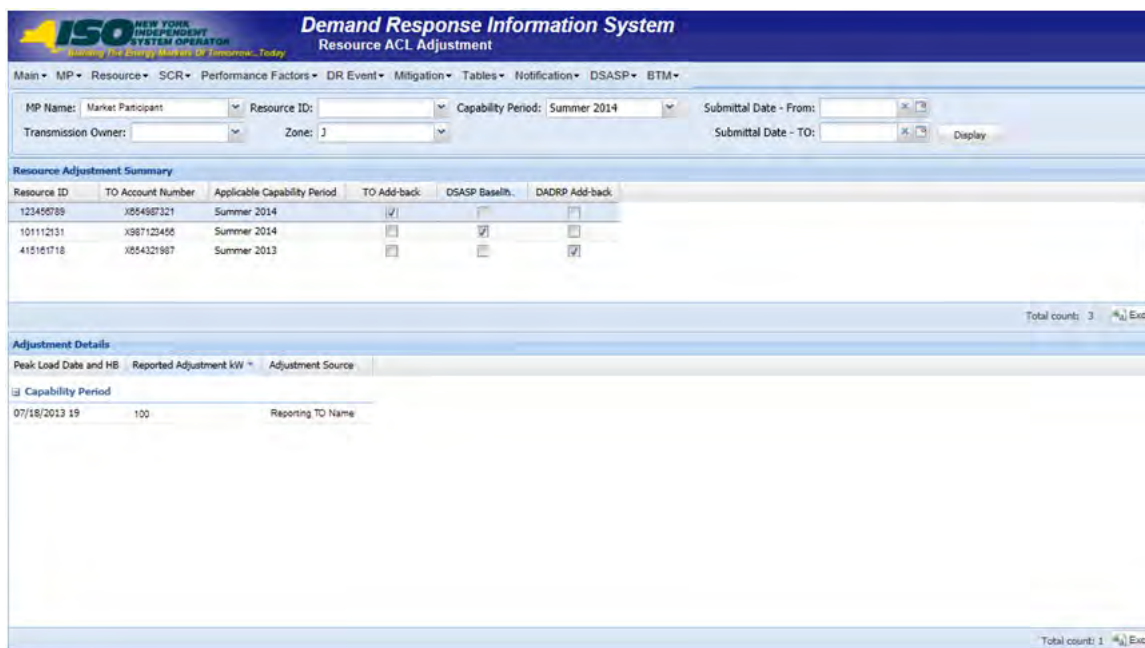 NEW YORK
INDEPENDENT
SYSTEM OPERATOR
ISO
Building The Energy Markets Of Tomorrow...Today
Demand Response Information System
Resource ACL Adjustment
Main MP Resource SCR Performance Factors DR Event Mitigation Tables Notification DSASP BTM
MP Name: Market Participant Resource ID: Capability Period: Summer 2014 Submittal Date - From:
Transmission Owner: Zone: J Submittal Date - TO: Display
Resource Adjustment Summary
Resource ID TO Account Number Applicable Capability Period TO Add-back DSASP Baselin.. DADRP Add-back
123456789 X654987321 Summer 2014
101112131 X987123456 Summer 2014
415161718 X654321987 Summer 2013
Total count: 3 Exc
Adjustment Details
Peak Load Date and HB Reported Adjustment kW Adjustment Source
Capability Period
07/18/2013 19 100 Reporting TO Name
Total count: 1 Exc